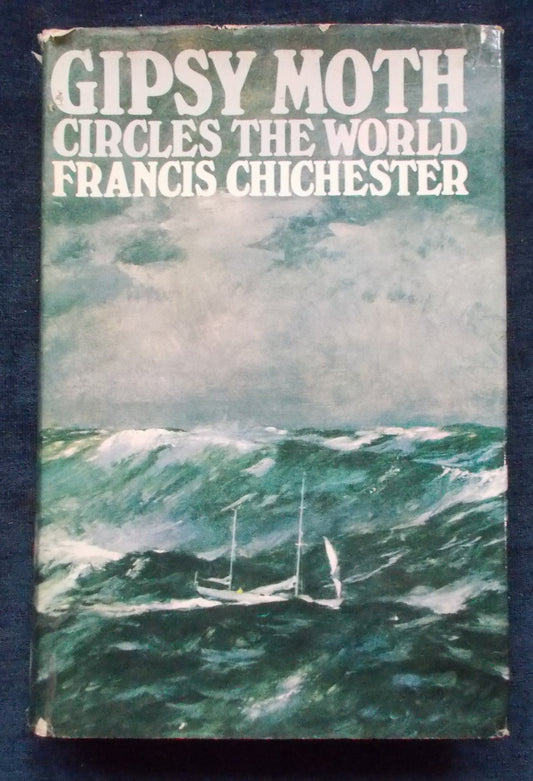 GIPSY MOTH
CIRCLES THE WORLD
FRANCIS CHICHESTER